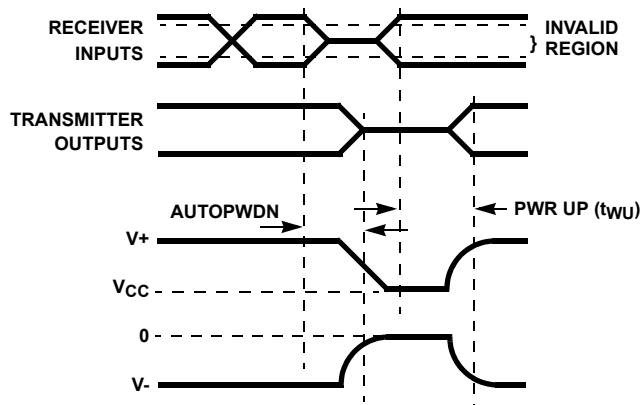 RECEIVER
INPUTS
INVALID
} REGION
TRANSMITTER
OUTPUTS
AUTOPWDN
PWR UP (tWU)
V+
VCC
0
V-